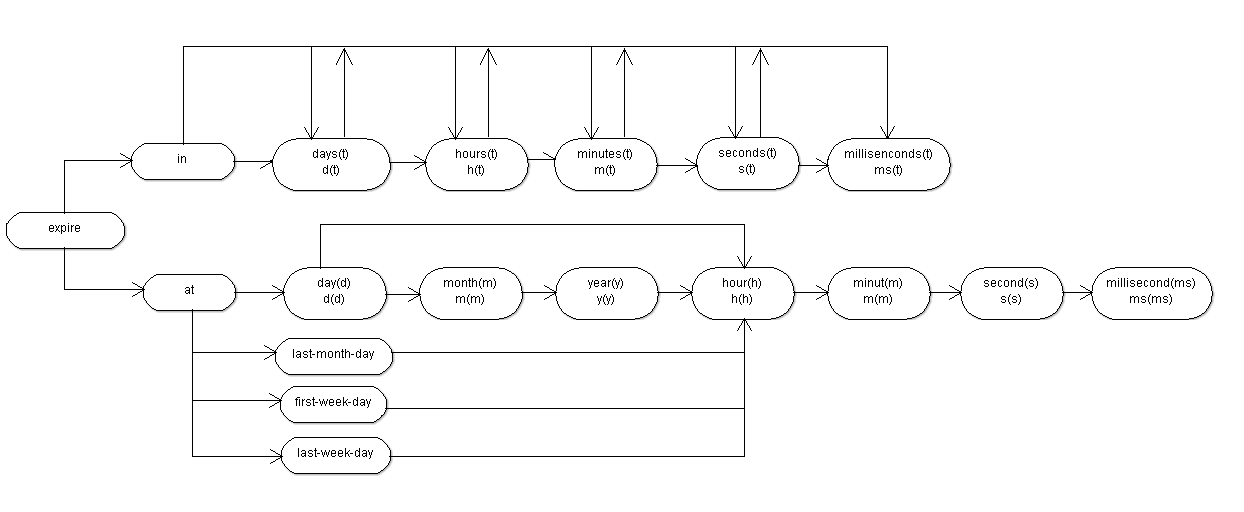 in
days(t)
d(t)
hours(t)
h(t)
minutes(t)
m(t)
seconds(t)
s(t)
millisenconds(t)
ms(t)
expire
at
day(d)
d(d)
month(m)
m(m)
year(y)
y(y)
hour(h)
h(h)
minut(m)
m(m)
second(s)
s(s)
millisecond(ms)
ms(ms)
last-month-day
first-week-day
last-week-day